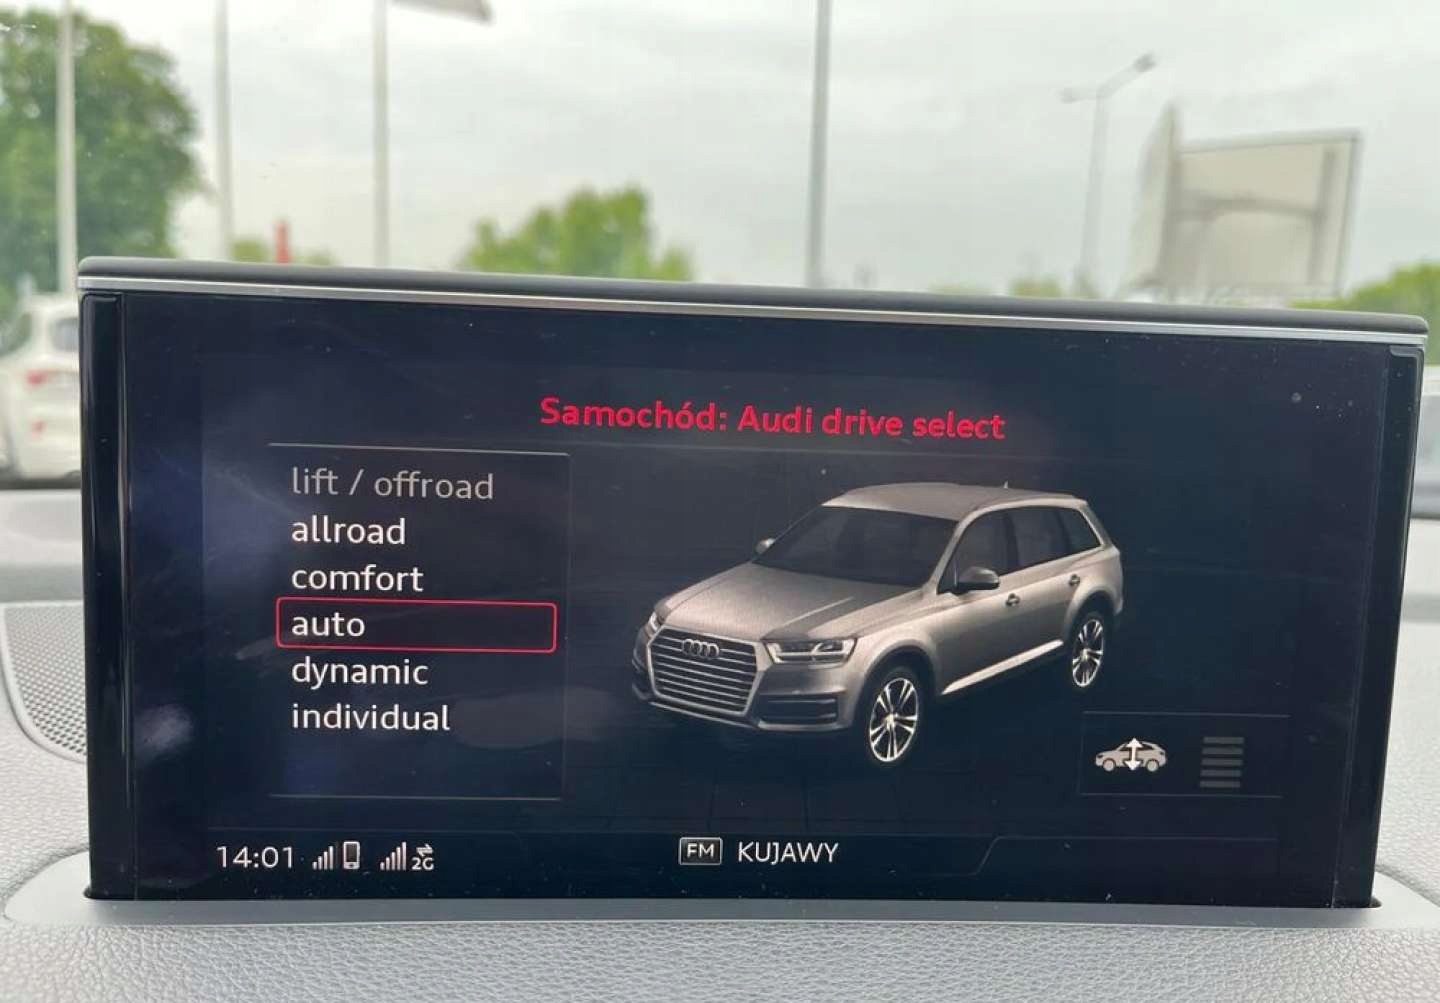 Samochód: Audi drive select
lift / offroad
allroad
comfort
auto
dynamic
individual
14:01 2G FM KUJAWY